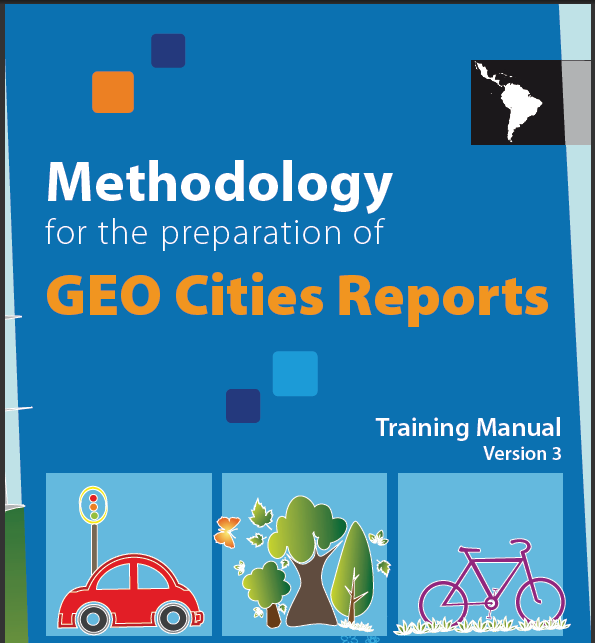 Methodology
for the preparation of
GEO Cities Reports
Training Manual
Version 3